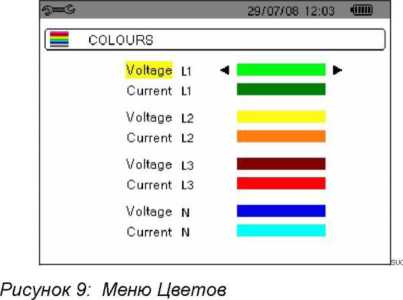 29/07/08 12:03
COLOURS
Voltage L1
Current L1
Voltage L2
Current L2
Voltage L3
Current L3
Voltage N
Current N
Рисунок 9: Меню Цветов